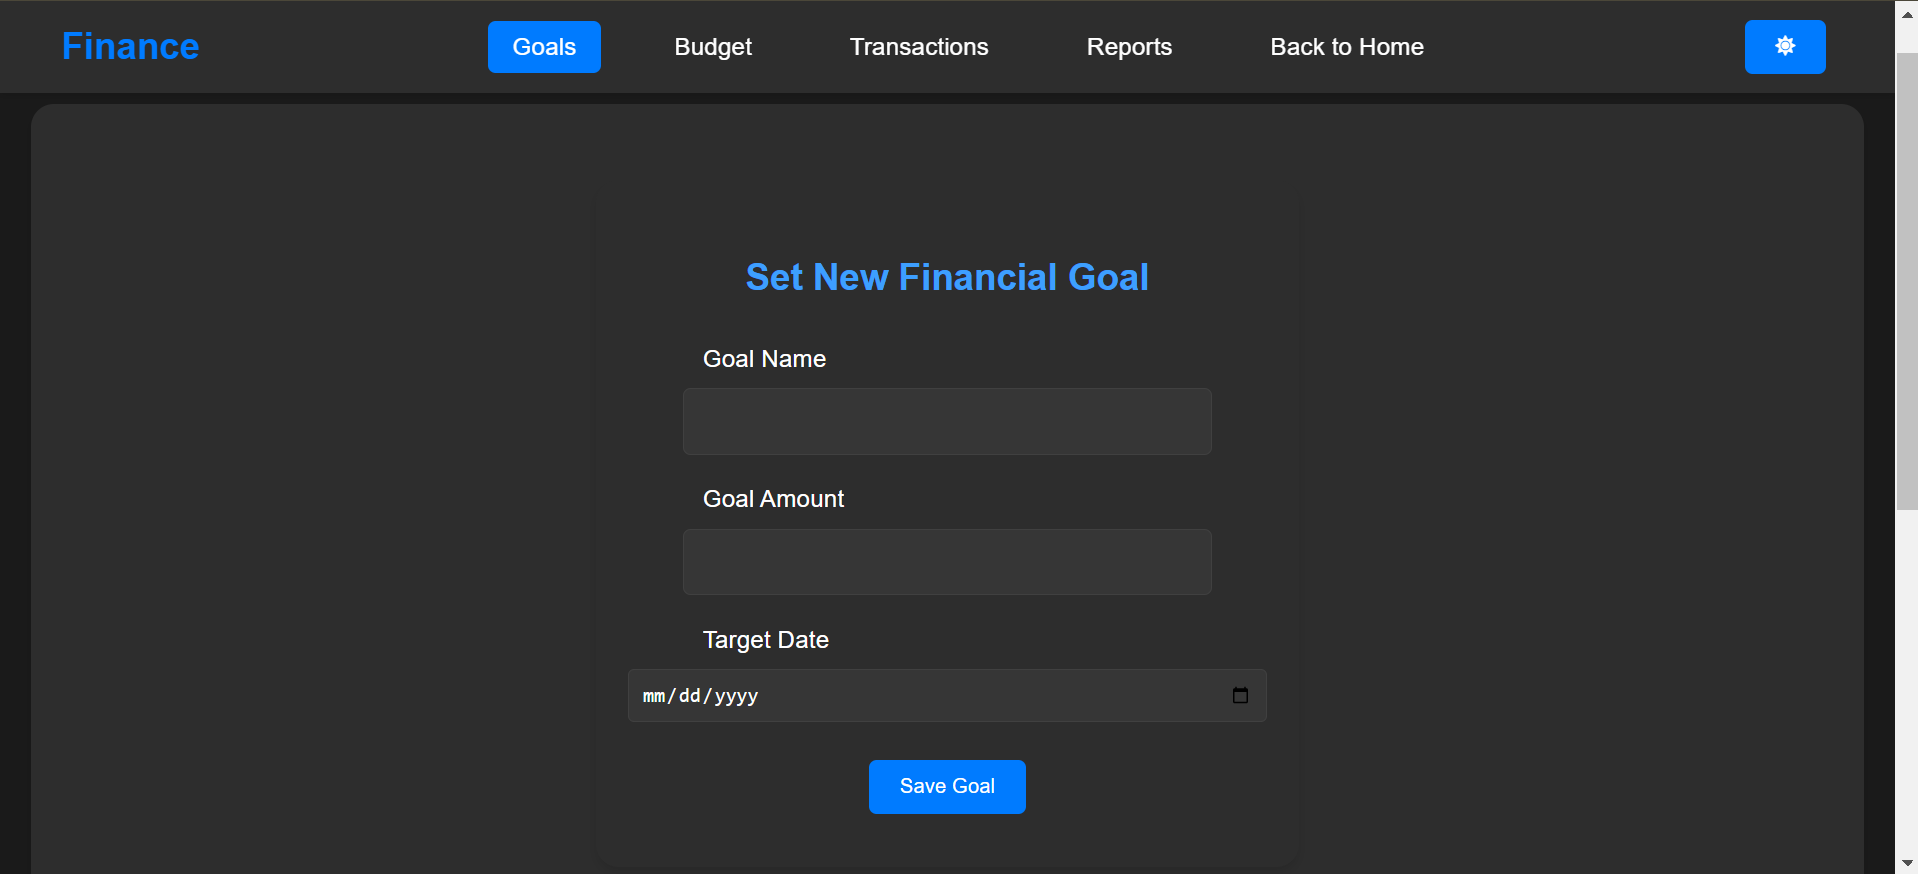 Finance
Goals
Budget
Transactions
Reports
Back to Home
Set New Financial Goal
Goal Name
Goal Amount
Target Date
mm/dd/yyyy
Save Goal